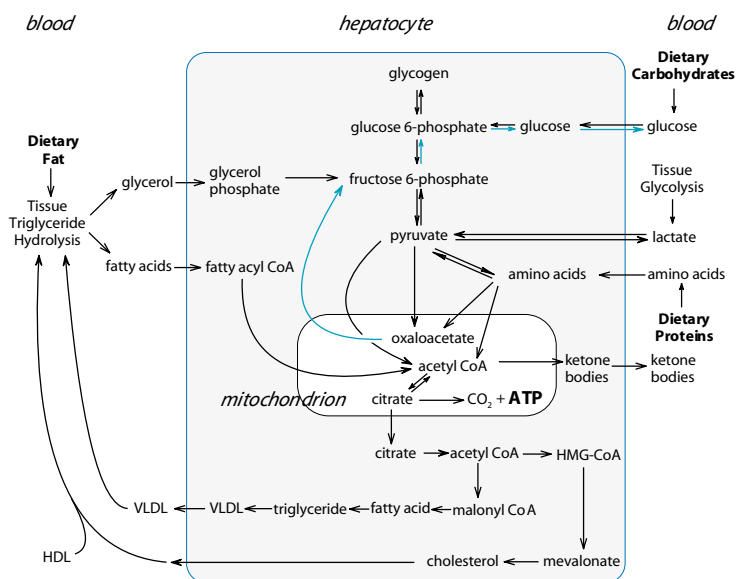 blood
hepatocyte
blood
glycogen
Dietary
Carbohydrates
glucose 6-phosphate
glucose
glucose
Dietary
Fat
glycerol
glycerol
phosphate
fructose 6-phosphate
Tissue
Glycolysis
Tissue
Triglyceride
Hydrolysis
pyruvate
lactate
fatty acids
fatty acyl CoA
amino acids
amino acids
Dietary
Proteins
oxaloacetate
acetyl CoA
ketone
bodies
ketone
bodies
mitochondrion
citrate
CO₂ + ATP
citrate
acetyl CoA
HMG-CoA
VLDL
VLDL
triglyceride
fatty acid
malonyl CoA
HDL
cholesterol
mevalonate